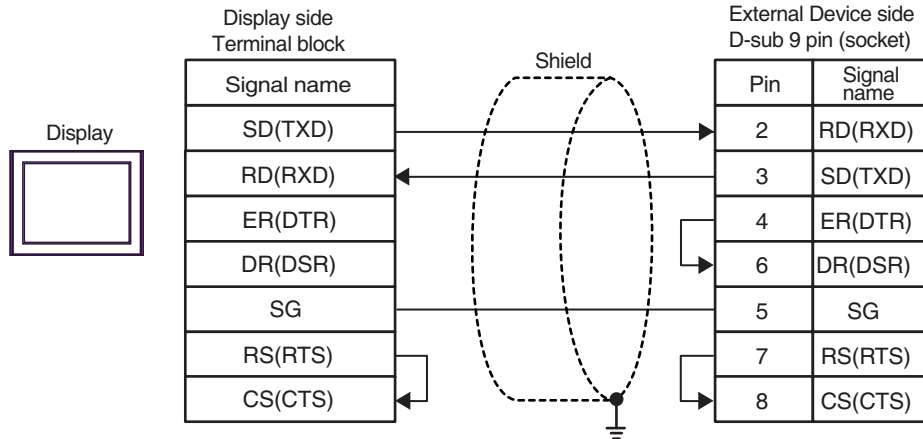 Display side
Terminal block
External Device side
D-sub 9 pin (socket)
Shield
Display
Signal name
Pin
Signal
name
SD(TXD)
2
RD(RXD)
RD(RXD)
3
SD(TXD)
ER(DTR)
4
ER(DTR)
DR(DSR)
6
DR(DSR)
SG
5
SG
RS(RTS)
7
RS(RTS)
CS(CTS)
8
CS(CTS)